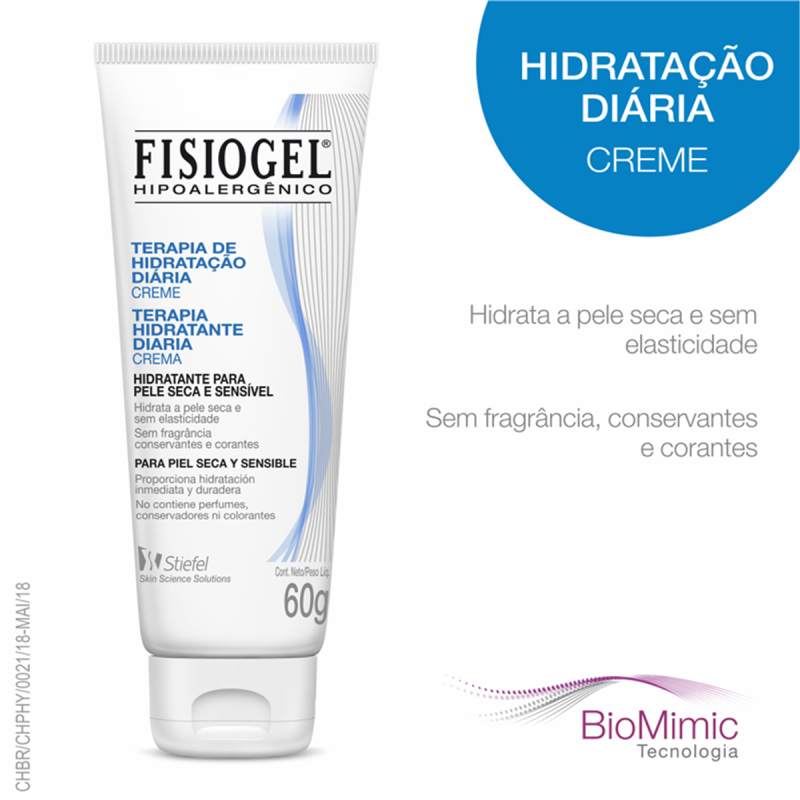 HIDRATAÇÃO
DIÁRIA
CREME
FISIOGEL®
HIPOALERGÊNICO
TERAPIA DE
HIDRATAÇÃO
DIÁRIA
CREME
TERAPIA
HIDRATANTE
DIARIA
CREMA
HIDRATANTE PARA
PELE SECA E SENSÍVEL
Hidrata a pele seca e
sem elasticidade
Sem fragrância
conservantes e corantes
PARA PIEL SECA Y SENSIBLE
Proporciona hidratación
inmediata y duradera
No contiene perfumes,
conservadores ni colorantes
Stiefel
Skin Science Solutions
Cont. Neto/Peso Líq.
60g
Hidrata a pele seca e sem
elasticidade
Sem fragrância, conservantes
e corantes
BioMimic
Tecnologia
CHBR/CHPHY/0021/18-MAI/18